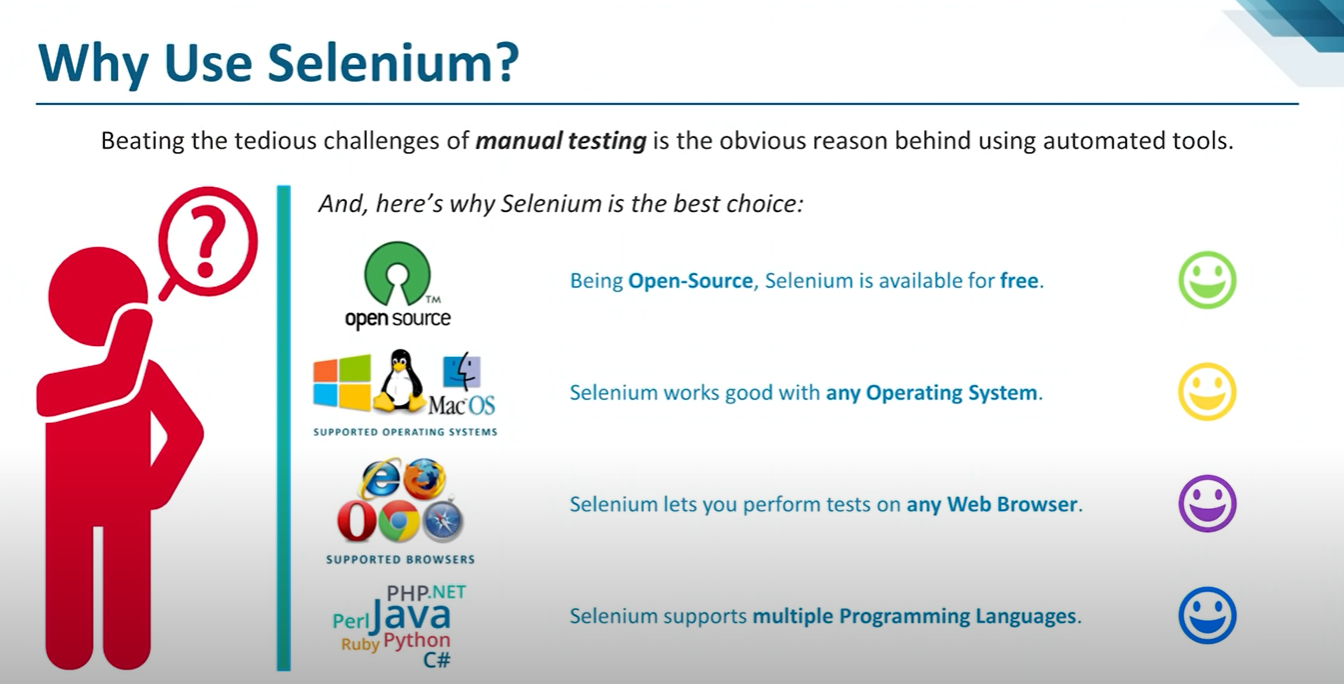 Why Use Selenium?
Beating the tedious challenges of manual testing is the obvious reason behind using automated tools.
?
And, here's why Selenium is the best choice:
TM
open source
Being Open-Source, Selenium is available for free.
Mac OS
SUPPORTED OPERATING SYSTEMS
Selenium works good with any Operating System.
SUPPORTED BROWSERS
Selenium lets you perform tests on any Web Browser.
PHP .NET
Perl Java
Ruby Python
C#
Selenium supports multiple Programming Languages.